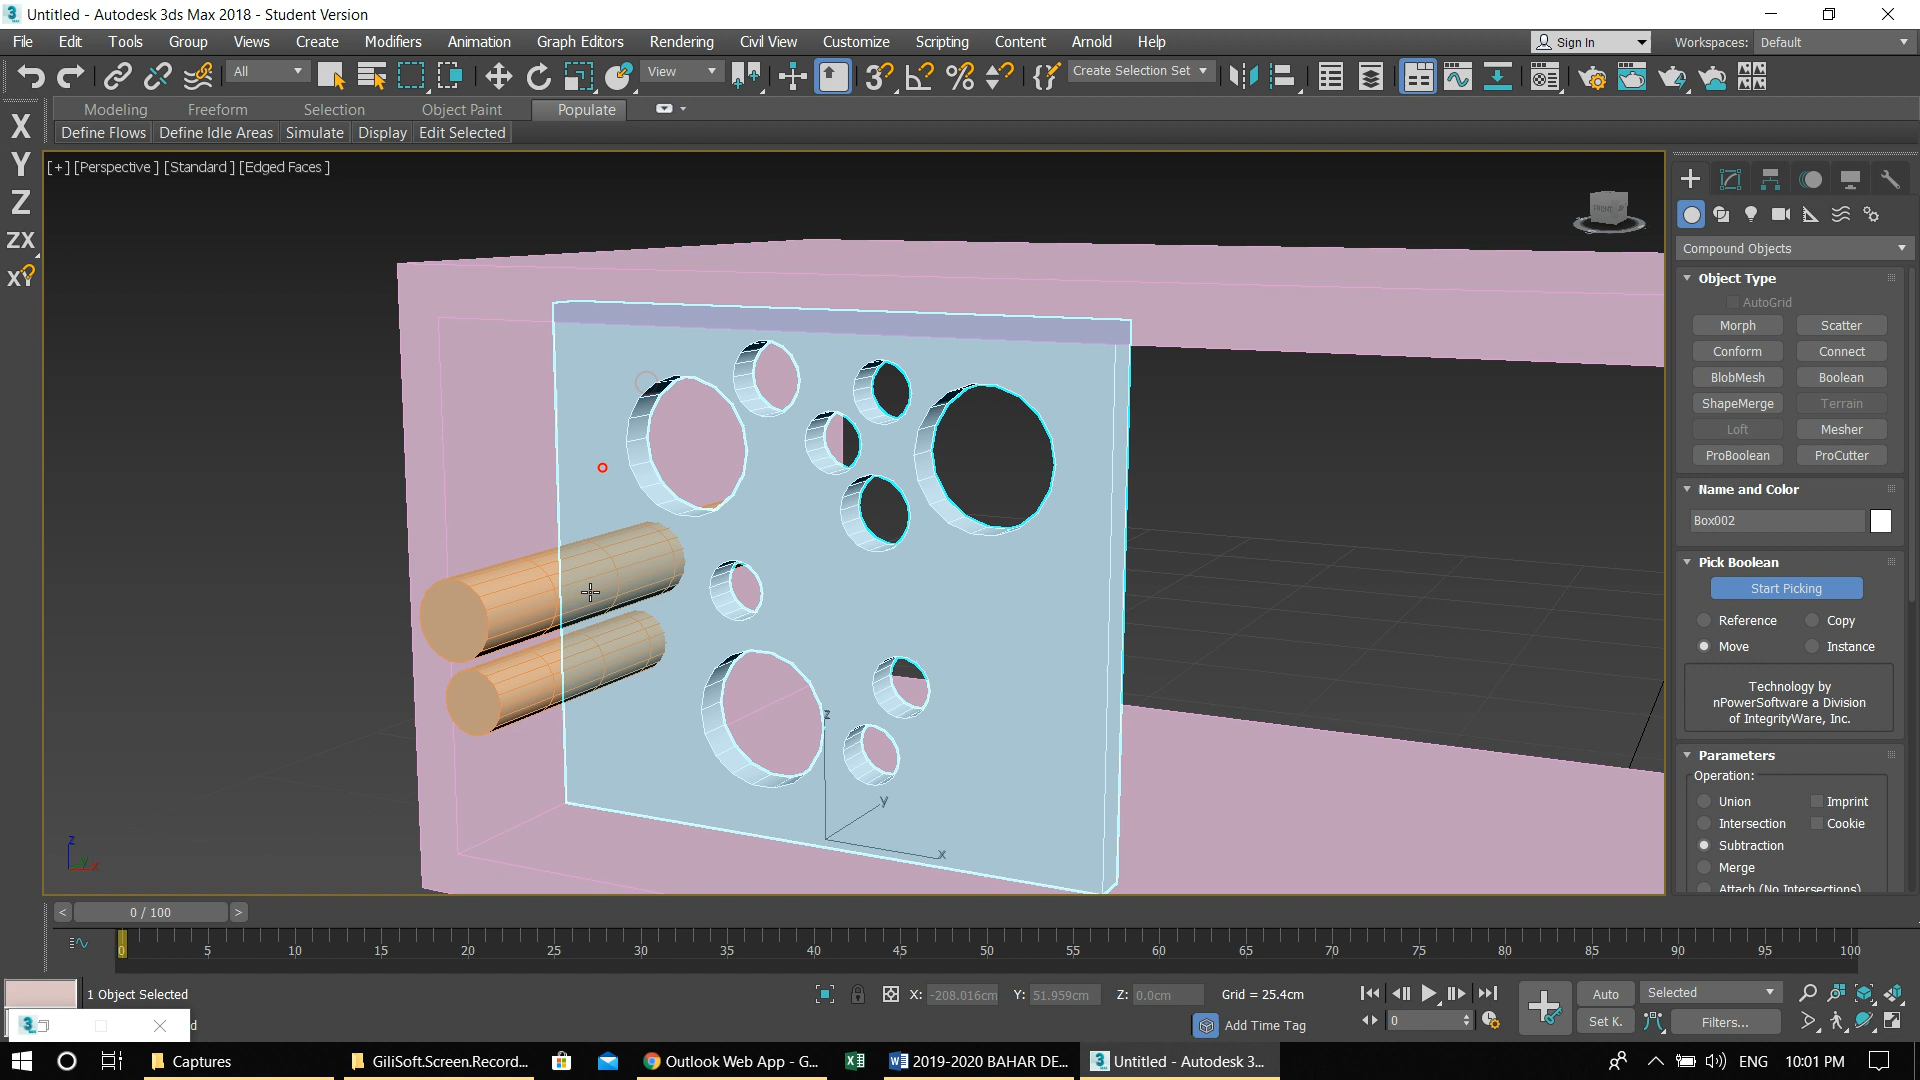 Untitled - Autodesk 3ds Max 2018 - Student Version
File Edit Tools Group Views Create Modifiers Animation Graph Editors Rendering Civil View Customize Scripting Content Arnold Help
Sign In Workspaces: Default
All View Create Selection Set
Modeling Freeform Selection Object Paint Populate
Define Flows Define Idle Areas Simulate Display Edit Selected
X
Y
Z
ZX
XY
[+] [Perspective ] [Standard ] [Edged Faces ]
FRONT
z
y
x
z
x
Compound Objects
Object Type
AutoGrid
Morph Scatter
Conform Connect
BlobMesh Boolean
ShapeMerge Terrain
Loft Mesher
ProBoolean ProCutter
Name and Color
Box002
Pick Boolean
Start Picking
Reference Copy
Move Instance
Technology by
nPowerSoftware a Division
of IntegrityWare, Inc.
Parameters
Operation:
Union Imprint
Intersection Cookie
Subtraction
Merge
Attach (No Intersections)
< 0 / 100 >
0 5 10 15 20 25 30 35 40 45 50 55 60 65 70 75 80 85 90 95 100
1 Object Selected X: -208.016cm Y: 51.959cm Z: 0.0cm Grid = 25.4cm Auto Selected
d Add Time Tag 0 Set K. Filters...
Captures GiliSoft.Screen.Record... Outlook Web App - G... 2019-2020 BAHAR DE... Untitled - Autodesk 3... ENG 10:01 PM